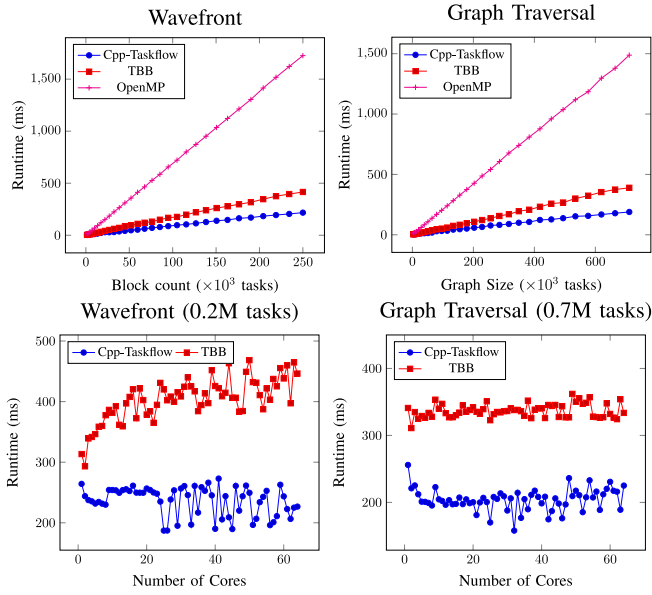 Wavefront
Cpp-Taskflow
TBB
OpenMP
Runtime (ms)
1,500
1,000
500
0
0 50 100 150 200 250
Block count (×10³ tasks)
Graph Traversal
Cpp-Taskflow
TBB
OpenMP
Runtime (ms)
1,500
1,000
500
0
0 200 400 600
Graph Size (×10³ tasks)
Wavefront (0.2M tasks)
Cpp-Taskflow TBB
Runtime (ms)
500
400
300
200
0 20 40 60
Number of Cores
Graph Traversal (0.7M tasks)
Cpp-Taskflow
TBB
Runtime (ms)
400
300
200
0 20 40 60
Number of Cores